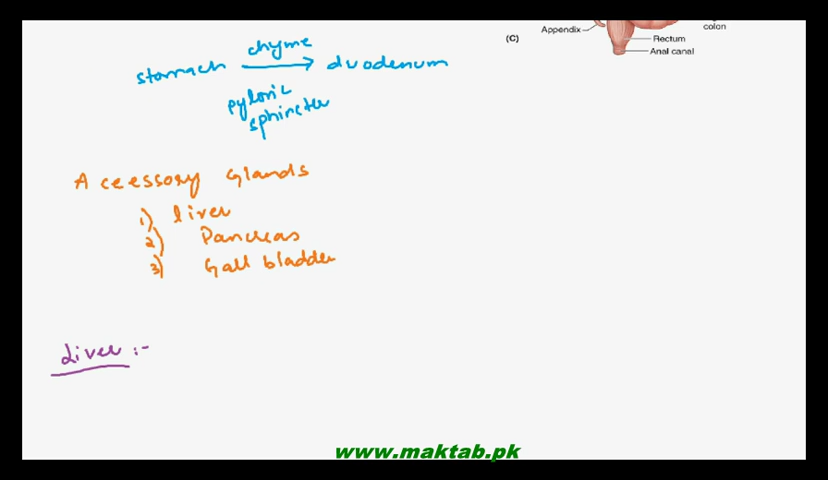 Appendix
colon
(C)
Rectum
Anal canal
chyme
stomach → duodenum
pyloric
sphincter
Accessory Glands
1) liver
2) Pancreas
3) Gall bladder
Liver :-
www.maktab.pk